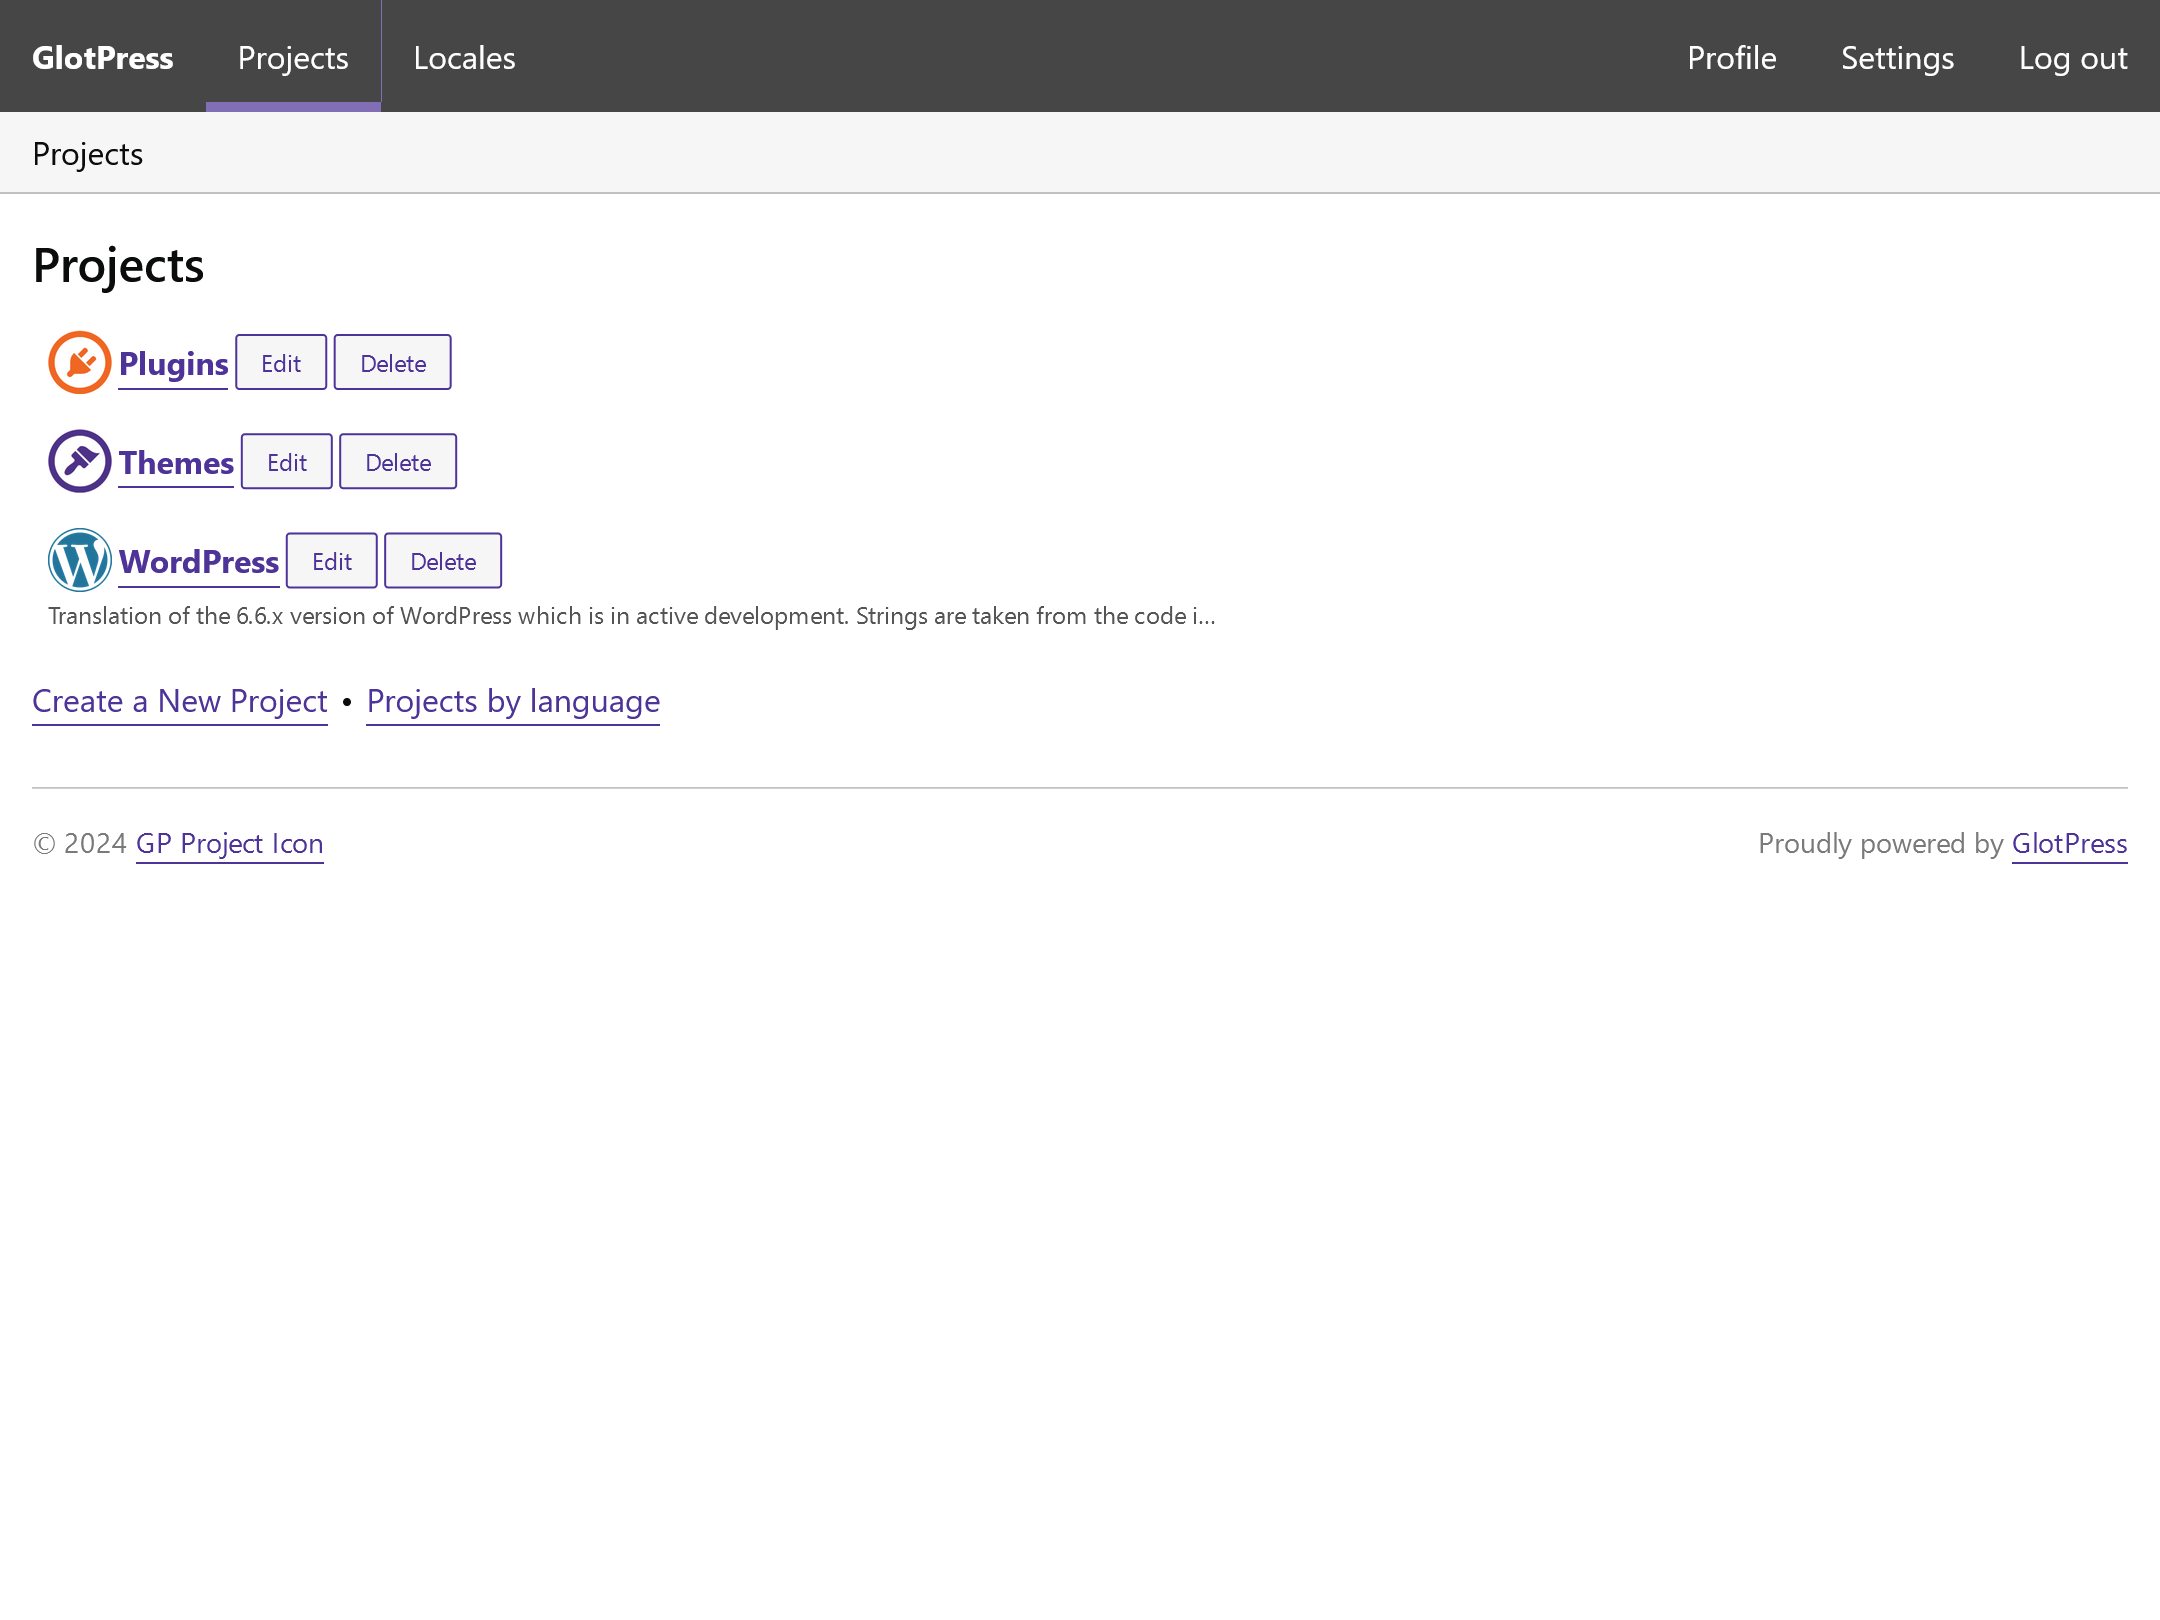 GlotPress Projects Locales Profile Settings Log out
Projects
Projects
Plugins Edit Delete
Themes Edit Delete
WordPress Edit Delete
Translation of the 6.6.x version of WordPress which is in active development. Strings are taken from the code i…
Create a New Project • Projects by language
© 2024 GP Project Icon Proudly powered by GlotPress